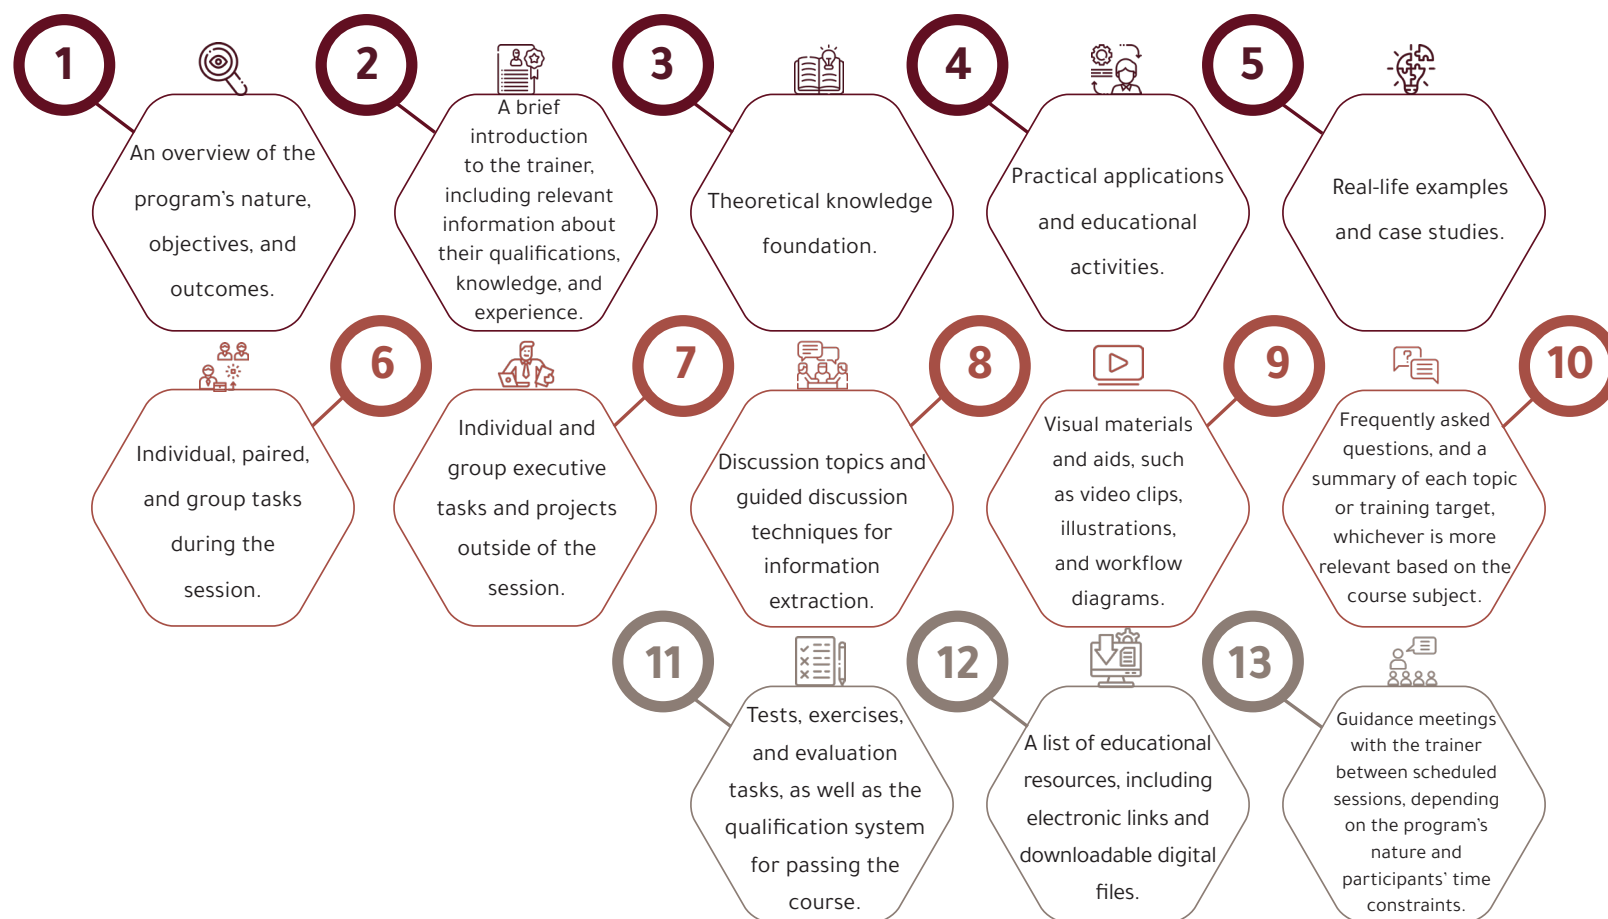 1
An overview of the
program's nature,
objectives, and
outcomes.
2
A brief
introduction
to the trainer,
including relevant
information about
their qualifications,
knowledge, and
experience.
3
Theoretical knowledge
foundation.
4
Practical applications
and educational
activities.
5
Real-life examples
and case studies.
6
Individual, paired,
and group tasks
during the
session.
7
Individual and
group executive
tasks and projects
outside of the
session.
8
Discussion topics and
guided discussion
techniques for
information
extraction.
9
Visual materials
and aids, such
as video clips,
illustrations,
and workflow
diagrams.
10
Frequently asked
questions, and a
summary of each topic
or training target,
whichever is more
relevant based on the
course subject.
11
Tests, exercises,
and evaluation
tasks, as well as the
qualification system
for passing the
course.
12
A list of educational
resources, including
electronic links and
downloadable digital
files.
13
Guidance meetings
with the trainer
between scheduled
sessions, depending
on the program's
nature and
participants' time
constraints.